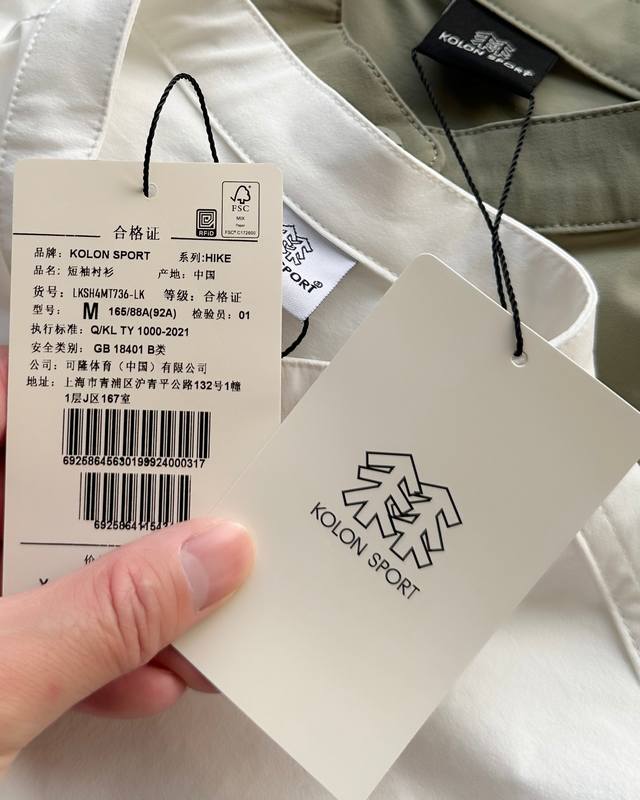 KOLON SPORT
FSC
MIX
Paper
FSC® C172800
RFID
合格证
品牌: KOLON SPORT 系列:HIKE
品名: 短袖衬衫 产地: 中国
货号: LKSH4MT736-LK 等级: 合格证
型号: M 165/88A(92A) 检验员: 01
执行标准: Q/KL TY 1000-2021
安全类别: GB 18401 B类
公司: 可隆体育（中国）有限公司
地址: 上海市青浦区沪青平公路132号1幢
1层J区167室
69258645630199924000317
KOLON SPORT